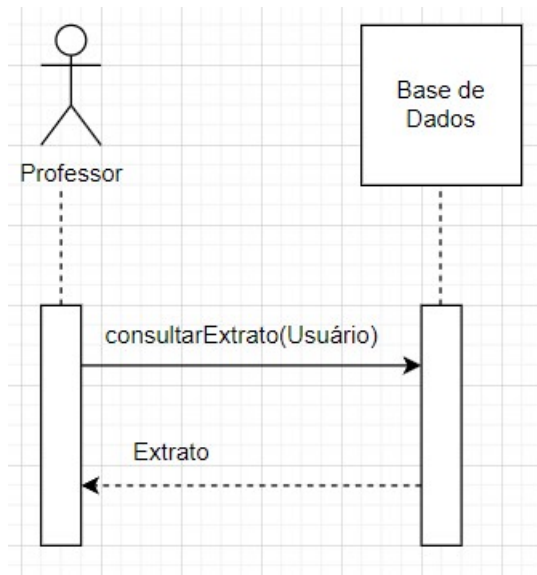 Base de
Dados
Professor
consultarExtrato(Usuário)
Extrato